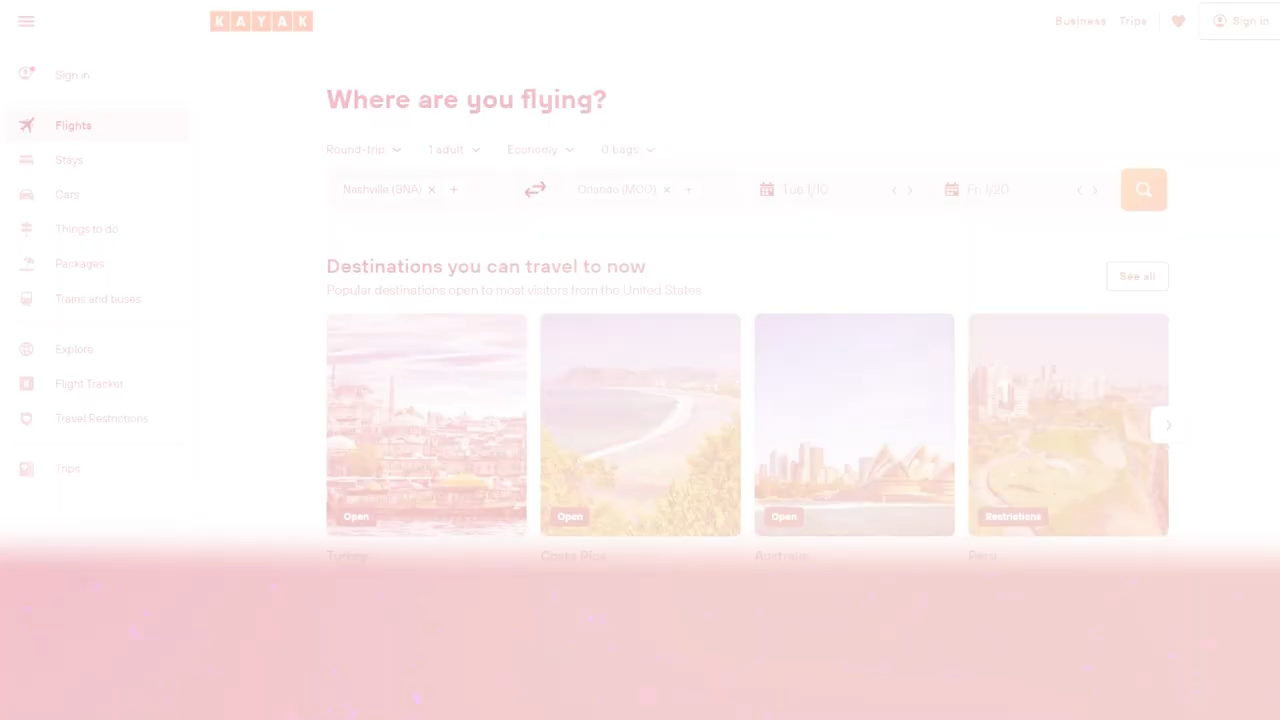 KAYAK
Business Trips Sign in
Sign in
Flights
Stays
Cars
Things to do
Packages
Trains and buses
Explore
Flight Tracker
Travel Restrictions
Trips
Where are you flying?
Round-trip 1 adult Economy 0 bags
Nashville (BNA) Orlando (MCO) Tue 1/10 Fri 1/20
Destinations you can travel to now
See all
Popular destinations open to most visitors from the United States
Open Open Open Restrictions
Turkey Costa Rica Australia Peru